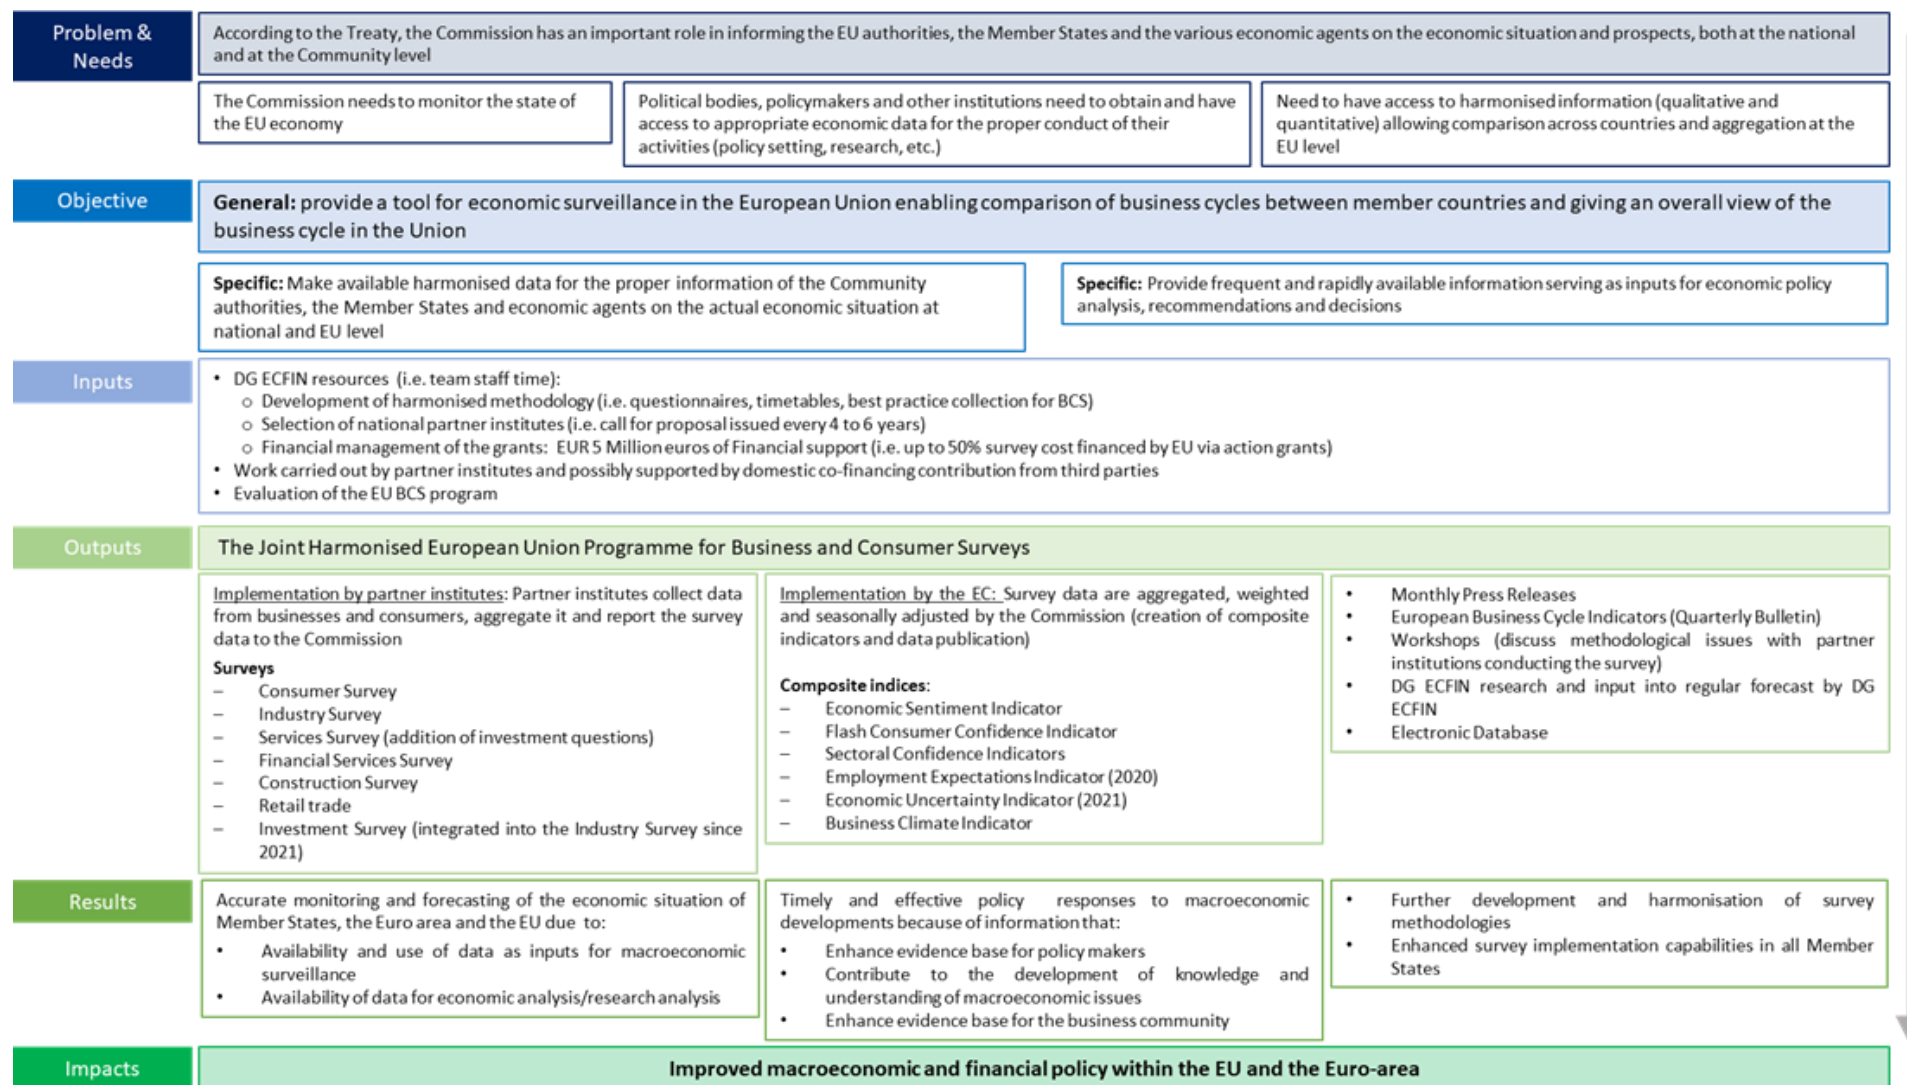 Problem &
Needs
According to the Treaty, the Commission has an important role in informing the EU authorities, the Member States and the various economic agents on the economic situation and prospects, both at the national
and at the Community level
The Commission needs to monitor the state of
the EU economy
Political bodies, policymakers and other institutions need to obtain and have
access to appropriate economic data for the proper conduct of their
activities (policy setting, research, etc.)
Need to have access to harmonised information (qualitative and
quantitative) allowing comparison across countries and aggregation at the
EU level
Objective
General: provide a tool for economic surveillance in the European Union enabling comparison of business cycles between member countries and giving an overall view of the
business cycle in the Union
Specific: Make available harmonised data for the proper information of the Community
authorities, the Member States and economic agents on the actual economic situation at
national and EU level
Specific: Provide frequent and rapidly available information serving as inputs for economic policy
analysis, recommendations and decisions
Inputs
• DG ECFIN resources (i.e. team staff time):
o Development of harmonised methodology (i.e. questionnaires, timetables, best practice collection for BCS)
o Selection of national partner institutes (i.e. call for proposal issued every 4 to 6 years)
o Financial management of the grants: EUR 5 Million euros of Financial support (i.e. up to 50% survey cost financed by EU via action grants)
• Work carried out by partner institutes and possibly supported by domestic co-financing contribution from third parties
• Evaluation of the EU BCS program
Outputs
The Joint Harmonised European Union Programme for Business and Consumer Surveys
Implementation by partner institutes: Partner institutes collect data
from businesses and consumers, aggregate it and report the survey
data to the Commission
Surveys
– Consumer Survey
– Industry Survey
– Services Survey (addition of investment questions)
– Financial Services Survey
– Construction Survey
– Retail trade
– Investment Survey (integrated into the Industry Survey since
2021)
Implementation by the EC: Survey data are aggregated, weighted
and seasonally adjusted by the Commission (creation of composite
indicators and data publication)
Composite indices:
– Economic Sentiment Indicator
– Flash Consumer Confidence Indicator
– Sectoral Confidence Indicators
– Employment Expectations Indicator (2020)
– Economic Uncertainty Indicator (2021)
– Business Climate Indicator
• Monthly Press Releases
• European Business Cycle Indicators (Quarterly Bulletin)
• Workshops (discuss methodological issues with partner
institutions conducting the survey)
• DG ECFIN research and input into regular forecast by DG
ECFIN
• Electronic Database
Results
Accurate monitoring and forecasting of the economic situation of
Member States, the Euro area and the EU due to:
• Availability and use of data as inputs for macroeconomic
surveillance
• Availability of data for economic analysis/research analysis
Timely and effective policy responses to macroeconomic
developments because of information that:
• Enhance evidence base for policy makers
• Contribute to the development of knowledge and
understanding of macroeconomic issues
• Enhance evidence base for the business community
• Further development and harmonisation of survey
methodologies
• Enhanced survey implementation capabilities in all Member
States
Impacts
Improved macroeconomic and financial policy within the EU and the Euro-area